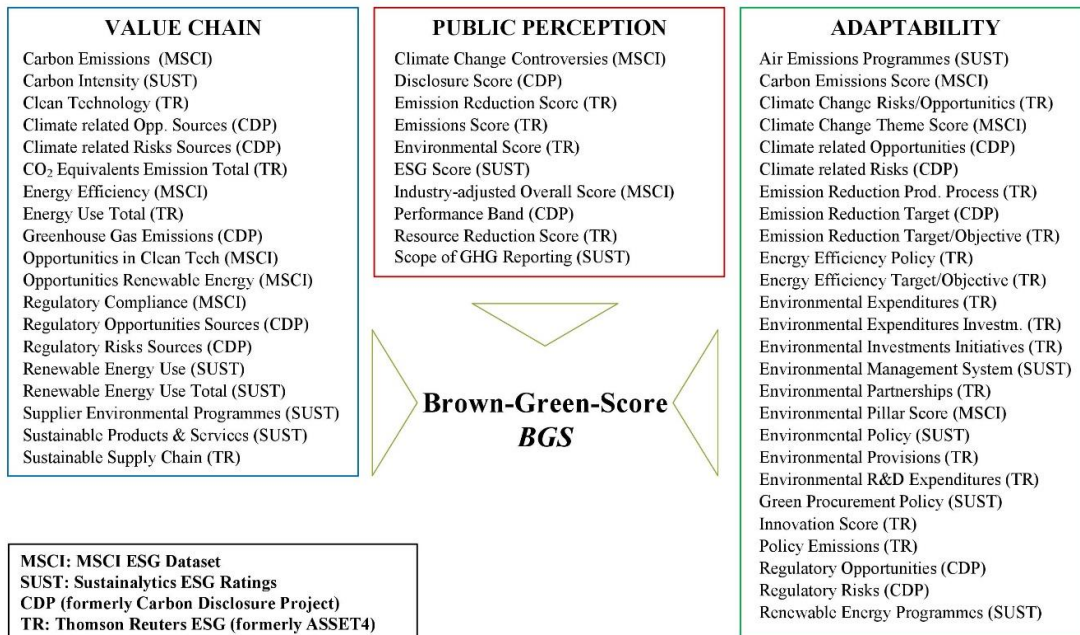 VALUE CHAIN
Carbon Emissions (MSCI)
Carbon Intensity (SUST)
Clean Technology (TR)
Climate related Opp. Sources (CDP)
Climate related Risks Sources (CDP)
CO₂ Equivalents Emission Total (TR)
Energy Efficiency (MSCI)
Energy Use Total (TR)
Greenhouse Gas Emissions (CDP)
Opportunities in Clean Tech (MSCI)
Opportunities Renewable Energy (MSCI)
Regulatory Compliance (MSCI)
Regulatory Opportunities Sources (CDP)
Regulatory Risks Sources (CDP)
Renewable Energy Use (SUST)
Renewable Energy Use Total (SUST)
Supplier Environmental Programmes (SUST)
Sustainable Products & Services (SUST)
Sustainable Supply Chain (TR)
PUBLIC PERCEPTION
Climate Change Controversies (MSCI)
Disclosure Score (CDP)
Emission Reduction Score (TR)
Emissions Score (TR)
Environmental Score (TR)
ESG Score (SUST)
Industry-adjusted Overall Score (MSCI)
Performance Band (CDP)
Resource Reduction Score (TR)
Scope of GHG Reporting (SUST)
ADAPTABILITY
Air Emissions Programmes (SUST)
Carbon Emissions Score (MSCI)
Climate Change Risks/Opportunities (TR)
Climate Change Theme Score (MSCI)
Climate related Opportunities (CDP)
Climate related Risks (CDP)
Emission Reduction Prod. Process (TR)
Emission Reduction Target (CDP)
Emission Reduction Target/Objective (TR)
Energy Efficiency Policy (TR)
Energy Efficiency Target/Objective (TR)
Environmental Expenditures (TR)
Environmental Expenditures Investm. (TR)
Environmental Investments Initiatives (TR)
Environmental Management System (SUST)
Environmental Partnerships (TR)
Environmental Pillar Score (MSCI)
Environmental Policy (SUST)
Environmental Provisions (TR)
Environmental R&D Expenditures (TR)
Green Procurement Policy (SUST)
Innovation Score (TR)
Policy Emissions (TR)
Regulatory Opportunities (CDP)
Regulatory Risks (CDP)
Renewable Energy Programmes (SUST)
Brown-Green-Score
BGS
MSCI: MSCI ESG Dataset
SUST: Sustainalytics ESG Ratings
CDP (formerly Carbon Disclosure Project)
TR: Thomson Reuters ESG (formerly ASSET4)